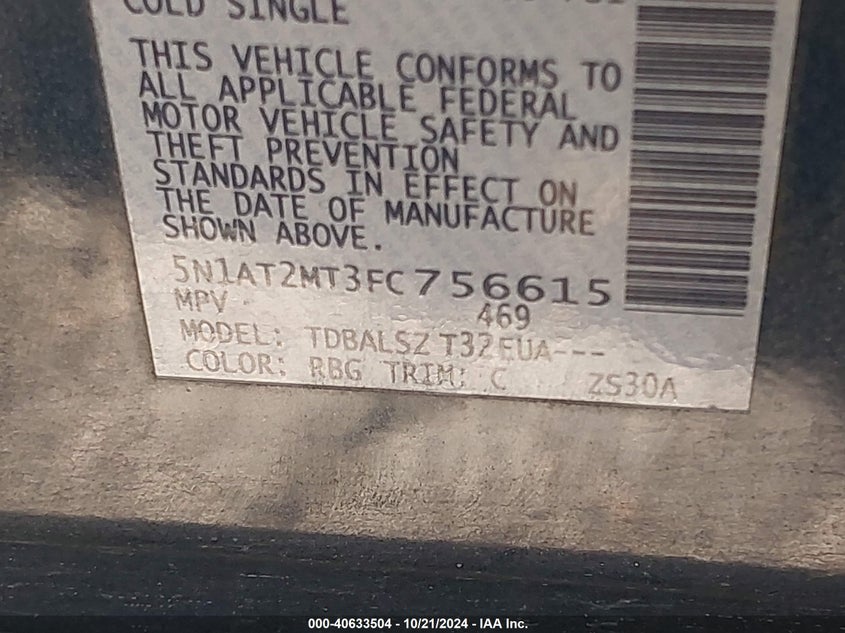 COLD SINGLE
THIS VEHICLE CONFORMS TO
ALL APPLICABLE FEDERAL
MOTOR VEHICLE SAFETY AND
THEFT PREVENTION
STANDARDS IN EFFECT ON
THE DATE OF MANUFACTURE
SHOWN ABOVE.
5N1AT2MT3FC756615
MPV 469
MODEL: TDBALSZ T32EUA---
COLOR: RBG TRIM: C ZS30A
000-40633504 - 10/21/2024 - IAA Inc.